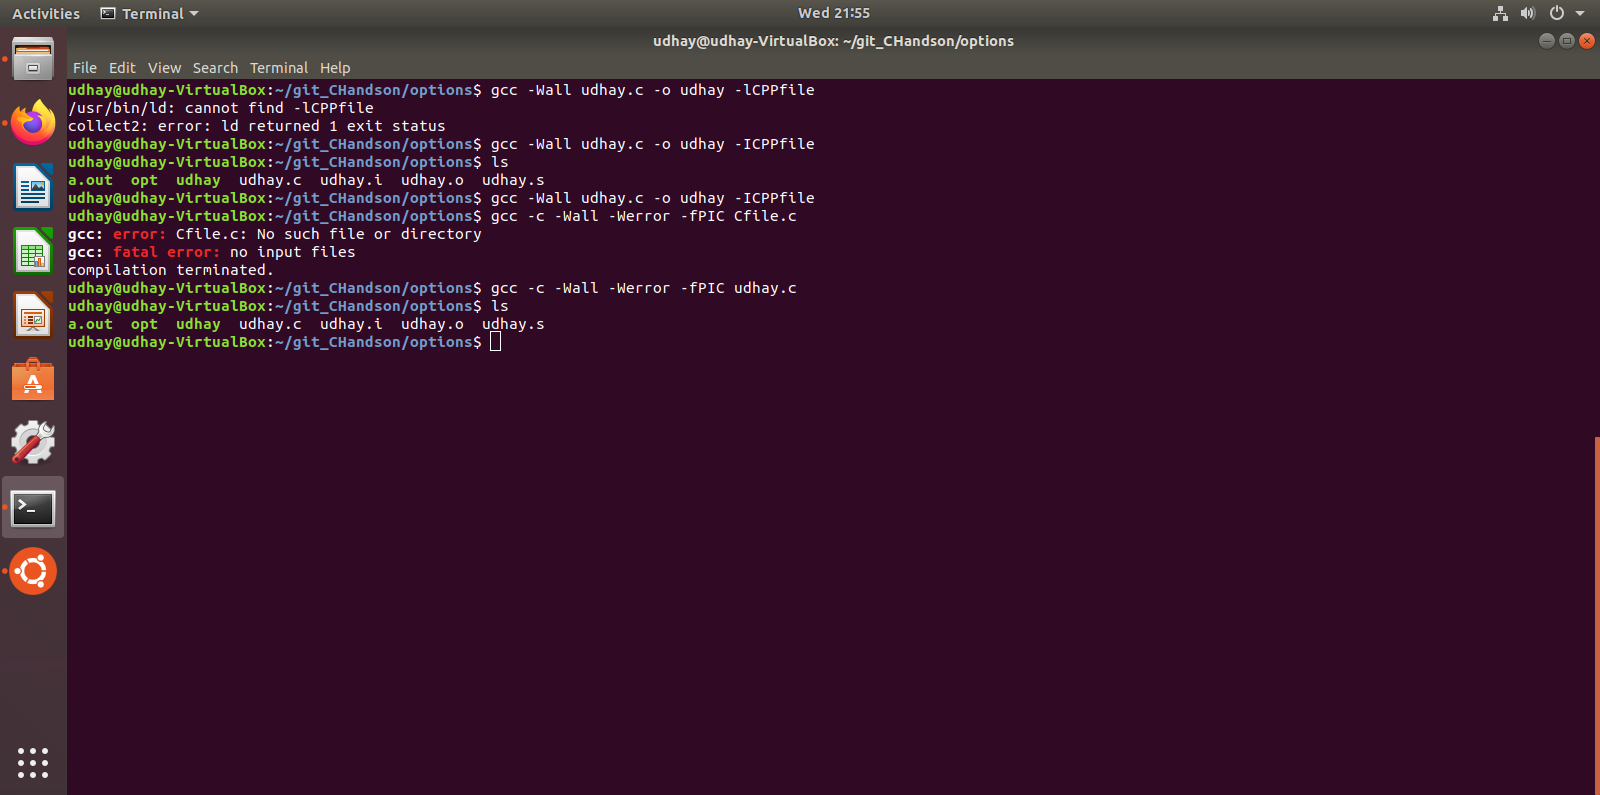 Activities Terminal Wed 21:55
udhay@udhay-VirtualBox: ~/git_CHandson/options
File Edit View Search Terminal Help
udhay@udhay-VirtualBox:~/git_CHandson/options$ gcc -Wall udhay.c -o udhay -lCPPfile
/usr/bin/ld: cannot find -lCPPfile
collect2: error: ld returned 1 exit status
udhay@udhay-VirtualBox:~/git_CHandson/options$ gcc -Wall udhay.c -o udhay -ICPPfile
udhay@udhay-VirtualBox:~/git_CHandson/options$ ls
a.out  opt  udhay  udhay.c  udhay.i  udhay.o  udhay.s
udhay@udhay-VirtualBox:~/git_CHandson/options$ gcc -Wall udhay.c -o udhay -ICPPfile
udhay@udhay-VirtualBox:~/git_CHandson/options$ gcc -c -Wall -Werror -fPIC Cfile.c
gcc: error: Cfile.c: No such file or directory
gcc: fatal error: no input files
compilation terminated.
udhay@udhay-VirtualBox:~/git_CHandson/options$ gcc -c -Wall -Werror -fPIC udhay.c
udhay@udhay-VirtualBox:~/git_CHandson/options$ ls
a.out  opt  udhay  udhay.c  udhay.i  udhay.o  udhay.s
udhay@udhay-VirtualBox:~/git_CHandson/options$